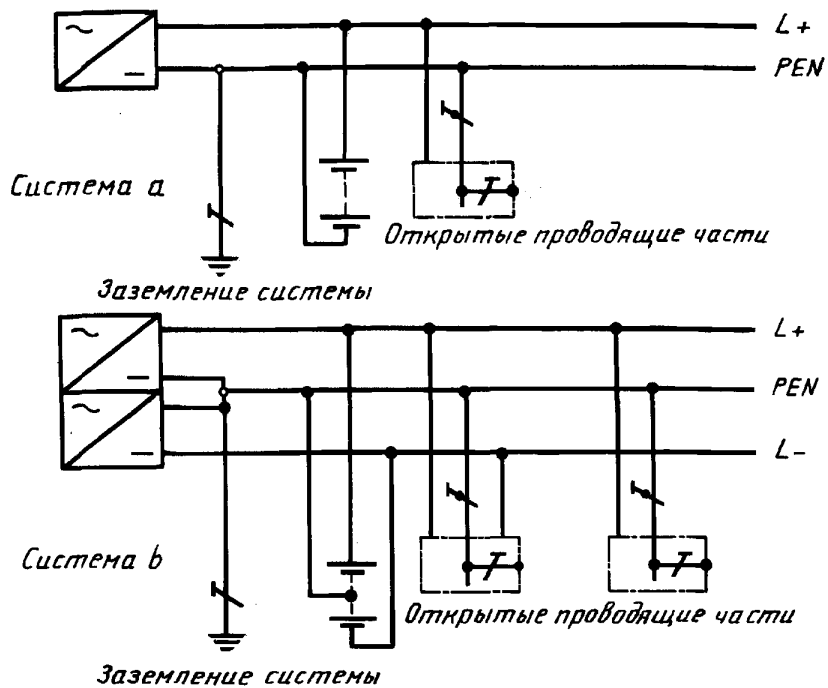 L+
PEN
Система a
Открытые проводящие части
Заземление системы
L+
PEN
L-
Система b
Открытые проводящие части
Заземление системы